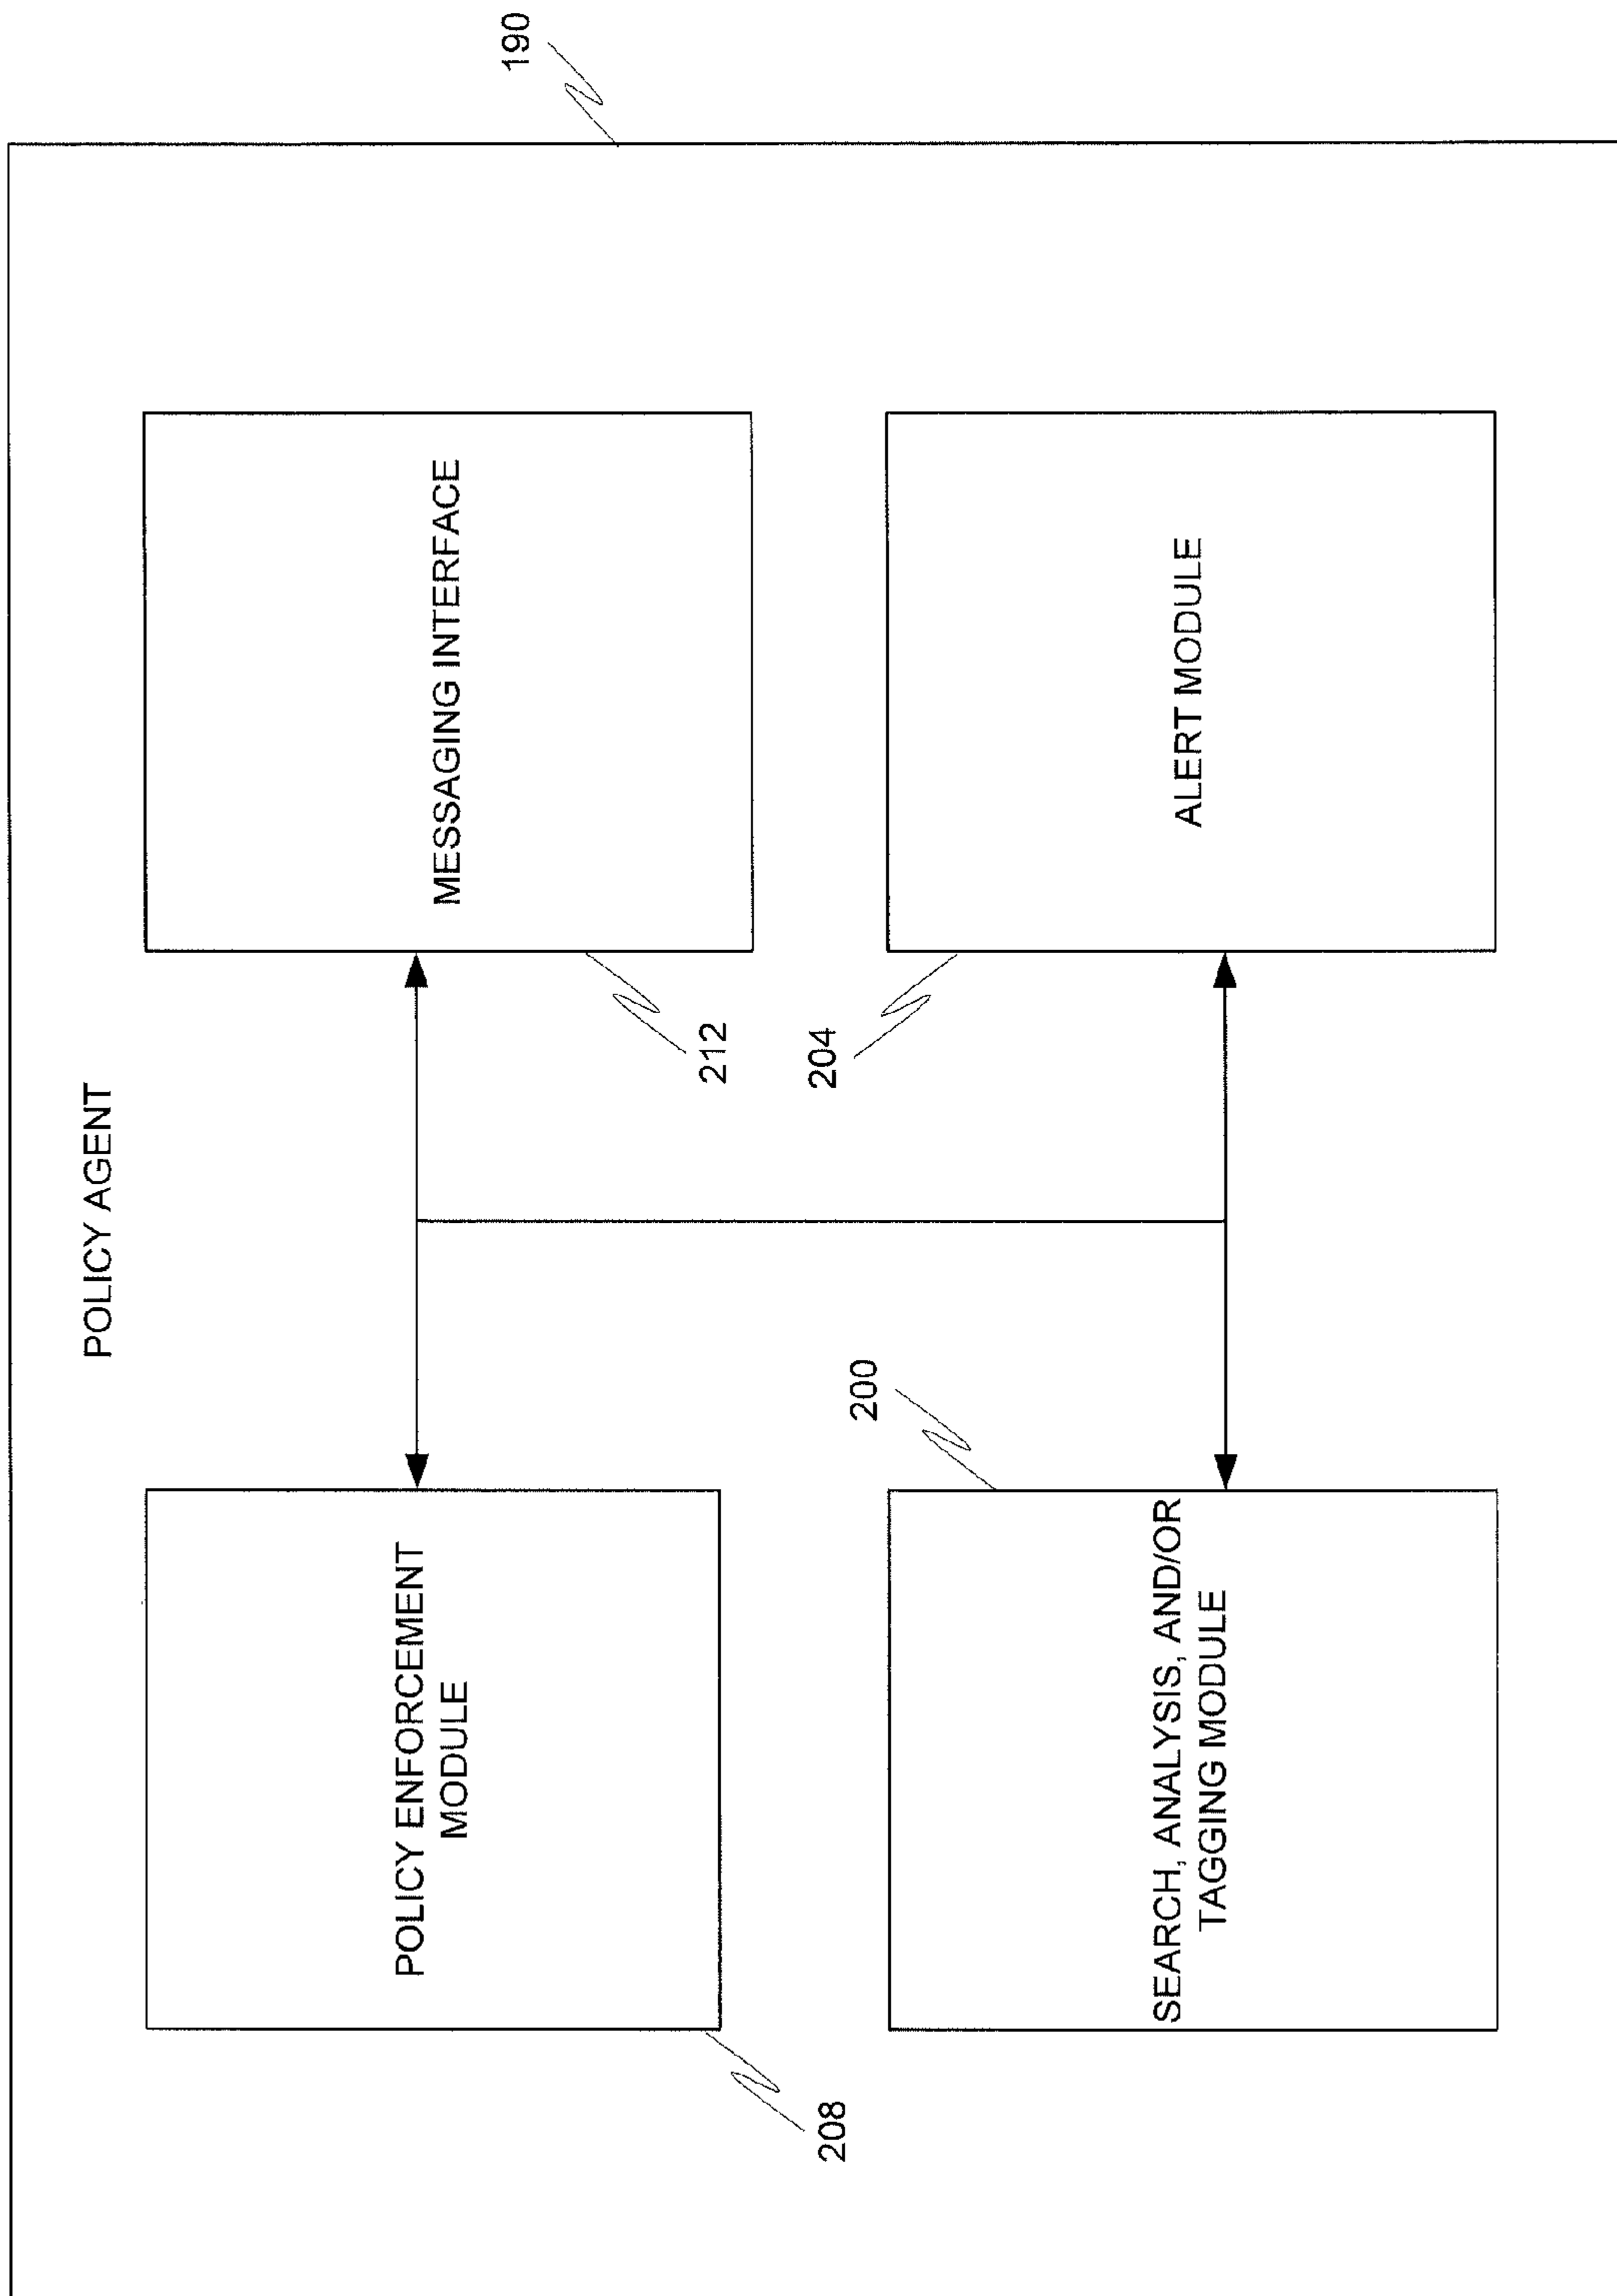 POLICY AGENT
190
POLICY ENFORCEMENT
MODULE
208
MESSAGING INTERFACE
212
SEARCH, ANALYSIS, AND/OR
TAGGING MODULE
200
ALERT MODULE
204